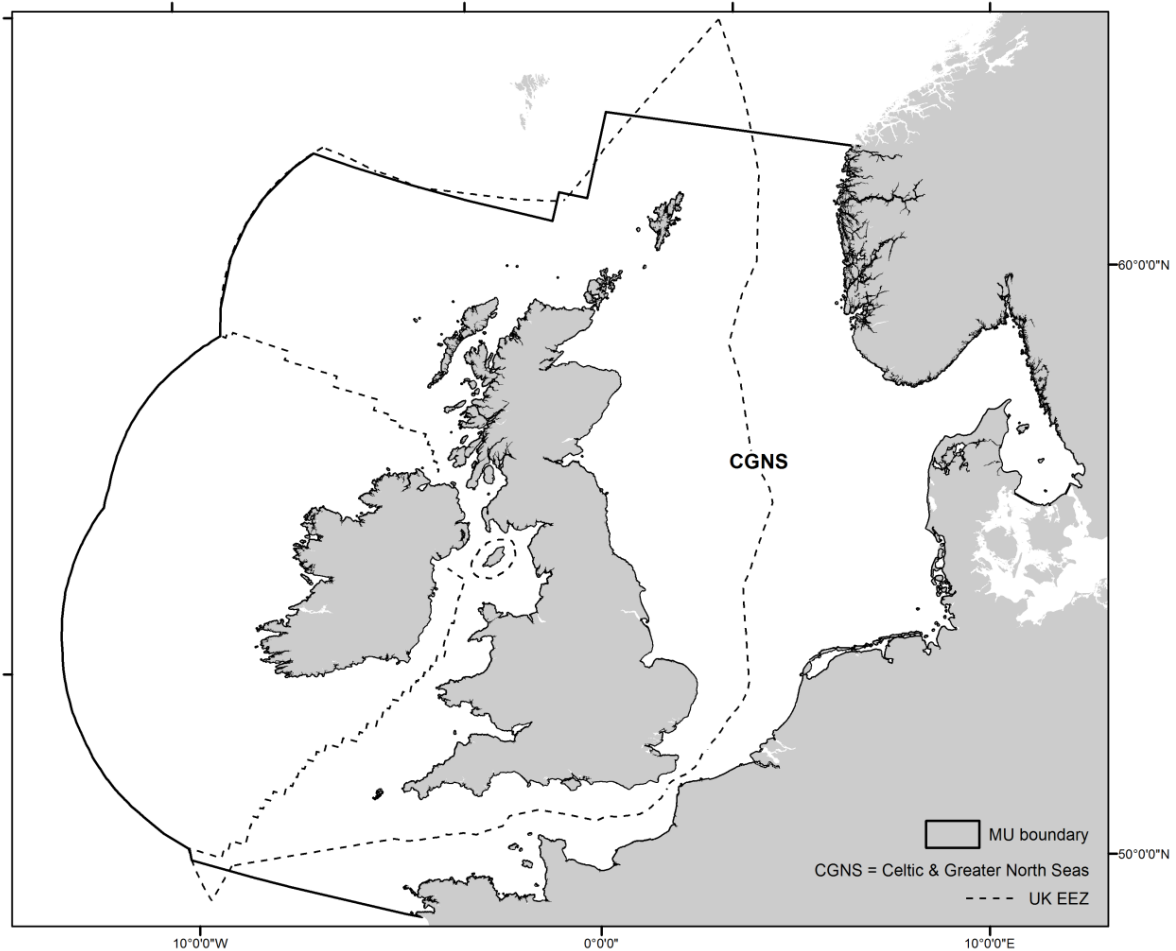 60°0'0"N
CGNS
MU boundary
50°0'0"N
CGNS = Celtic & Greater North Seas
UK EEZ
10°0'0"W
0°0'0"
10°0'0"E